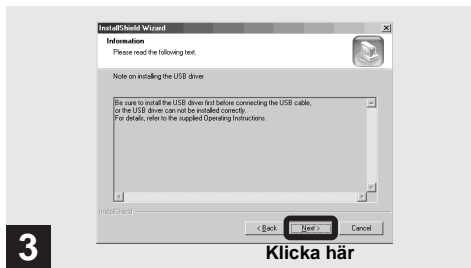 InstallShield Wizard
Information
Please read the following text.
Note on installing the USB driver
Be sure to install the USB driver first before connecting the USB cable,
or the USB driver can not be installed correctly.
For details, refer to the supplied Operating Instructions.
InstallShield
< Back Next > Cancel
3 Klicka här